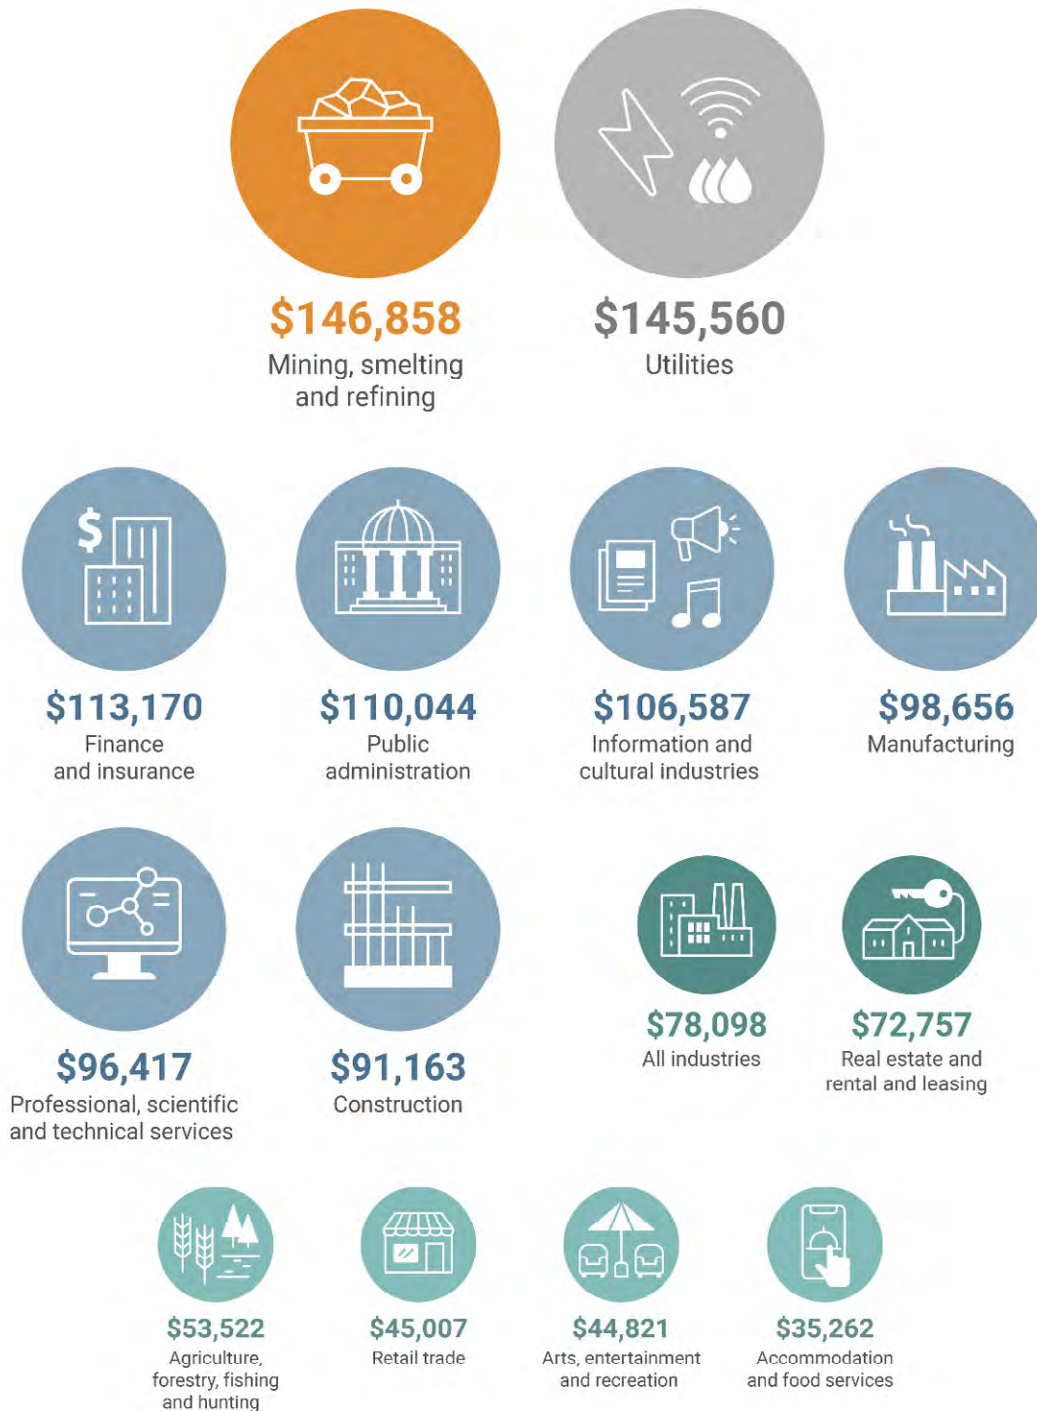 $146,858
Mining, smelting
and refining
$145,560
Utilities
$
$113,170
Finance
and insurance
$110,044
Public
administration
$106,587
Information and
cultural industries
$98,656
Manufacturing
$96,417
Professional, scientific
and technical services
$91,163
Construction
$78,098
All industries
$72,757
Real estate and
rental and leasing
$53,522
Agriculture,
forestry, fishing
and hunting
$45,007
Retail trade
$44,821
Arts, entertainment
and recreation
$35,262
Accommodation
and food services